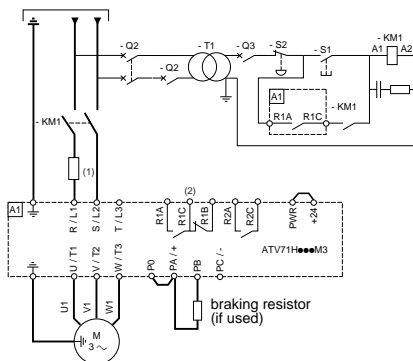 - Q2
- T1
- Q3
- S2
- S1
- KM1
A1
A2
- Q2
A1
R1A
R1C
- KM1
- KM1
(1)
(2)
A1
R / L1
S / L2
T / L3
R1A
R1C
R1B
R2A
R2C
PWR
+24
ATV71H●●●M3
U / T1
V / T2
W / T3
P0
PA / +
PB
PC / -
U1
V1
W1
M
3 ~
braking resistor
(if used)